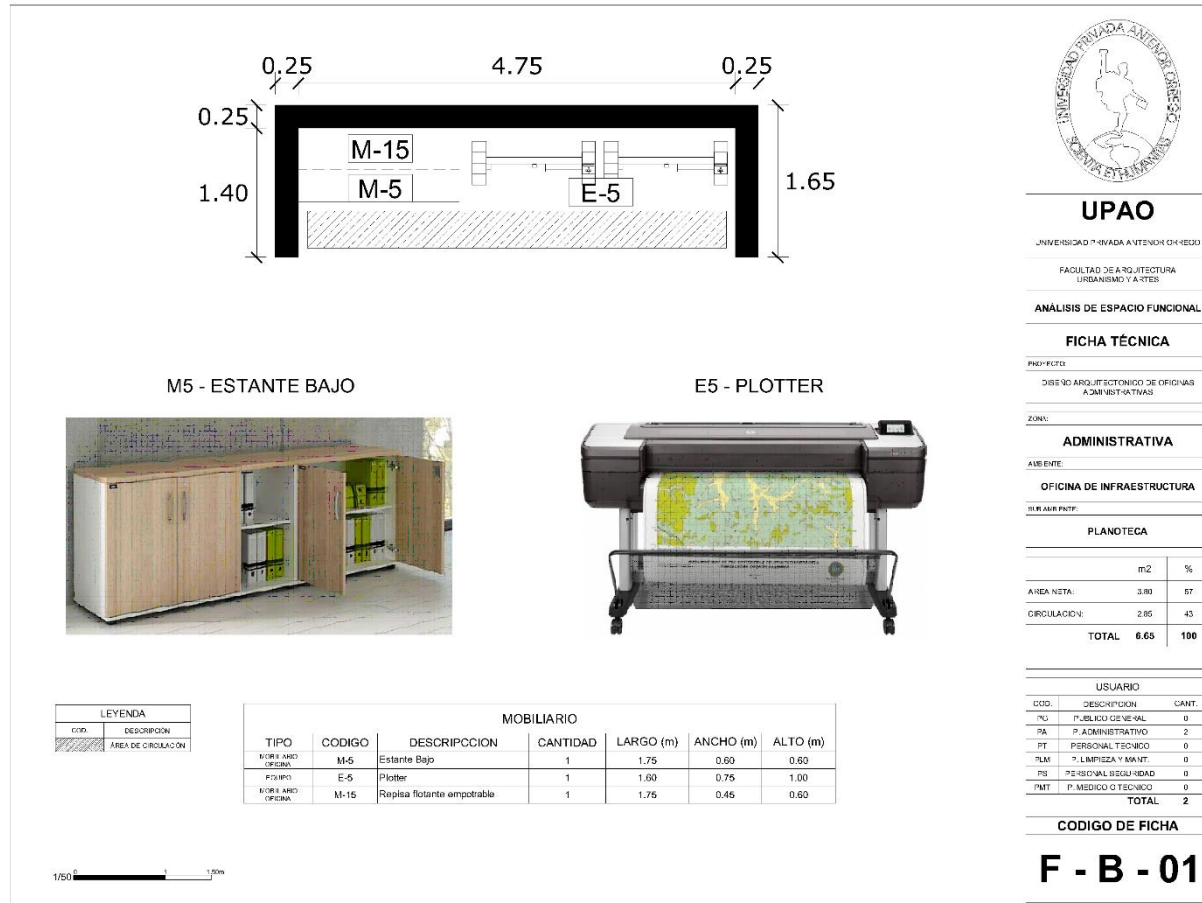 0.25 4.75 0.25
0.25
1.40
1.65
M-15
M-5
E-5
M5 - ESTANTE BAJO
E5 - PLOTTER
LEYENDA
COD. DESCRIPCIÓN
ÁREA DE CIRCULACIÓN
MOBILIARIO
TIPO CODIGO DESCRIPCCION CANTIDAD LARGO (m) ANCHO (m) ALTO (m)
MOBILIARIO OFICINA M-5 Estante Bajo 1 1.75 0.60 0.60
EQUIPO E-5 Plotter 1 1.60 0.75 1.00
MOBILIARIO OFICINA M-15 Repisa flotante empotrable 1 1.75 0.45 0.60
1/50 0 1 1.50m
UNIVERSIDAD PRIVADA ANTENOR ORREGO
SCIENTIA ET HUMANITAS
UPAO
UNIVERSIDAD PRIVADA ANTENOR ORREGO
FACULTAD DE ARQUITECTURA
URBANISMO Y ARTES
ANÁLISIS DE ESPACIO FUNCIONAL
FICHA TÉCNICA
PROYECTO:
DISEÑO ARQUITECTONICO DE OFICINAS
ADMINISTRATIVAS
ZONA:
ADMINISTRATIVA
AMBIENTE:
OFICINA DE INFRAESTRUCTURA
SUB AMBIENTE:
PLANOTECA
m2 %
AREA NETA: 3.80 57
CIRCULACION: 2.85 43
TOTAL 6.65 100
USUARIO
COD. DESCRIPCION CANT.
PG PUBLICO GENERAL 0
PA P. ADMINISTRATIVO 2
PT PERSONAL TECNICO 0
PLM P. LIMPIEZA Y MANT. 0
PS PERSONAL SEGURIDAD 0
PMT P. MEDICO O TECNICO 0
TOTAL 2
CODIGO DE FICHA
F - B - 01